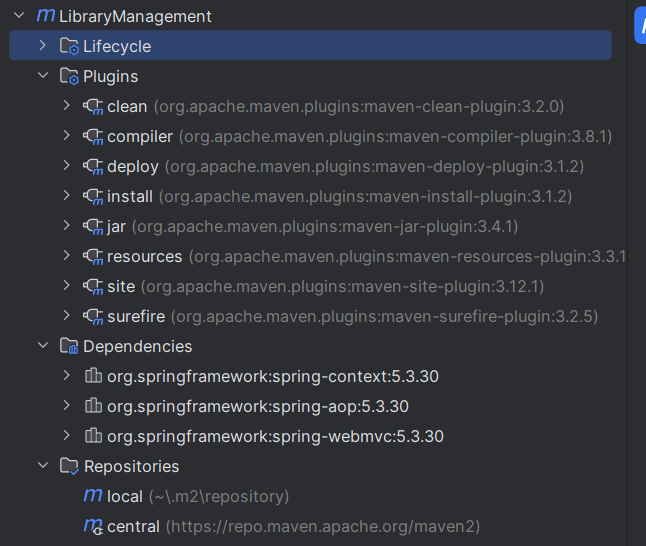 LibraryManagement
Lifecycle
Plugins
clean (org.apache.maven.plugins:maven-clean-plugin:3.2.0)
compiler (org.apache.maven.plugins:maven-compiler-plugin:3.8.1)
deploy (org.apache.maven.plugins:maven-deploy-plugin:3.1.2)
install (org.apache.maven.plugins:maven-install-plugin:3.1.2)
jar (org.apache.maven.plugins:maven-jar-plugin:3.4.1)
resources (org.apache.maven.plugins:maven-resources-plugin:3.3.1
site (org.apache.maven.plugins:maven-site-plugin:3.12.1)
surefire (org.apache.maven.plugins:maven-surefire-plugin:3.2.5)
Dependencies
org.springframework:spring-context:5.3.30
org.springframework:spring-aop:5.3.30
org.springframework:spring-webmvc:5.3.30
Repositories
local (~\.m2\repository)
central (https://repo.maven.apache.org/maven2)